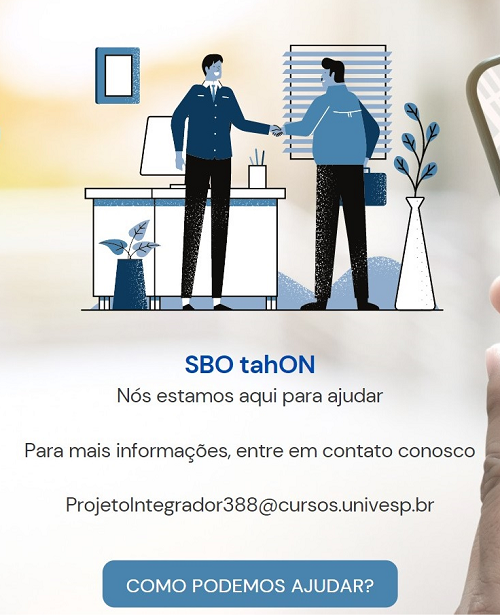 SBO tahON
Nós estamos aqui para ajudar
Para mais informações, entre em contato conosco
ProjetoIntegrador388@cursos.univesp.br
COMO PODEMOS AJUDAR?